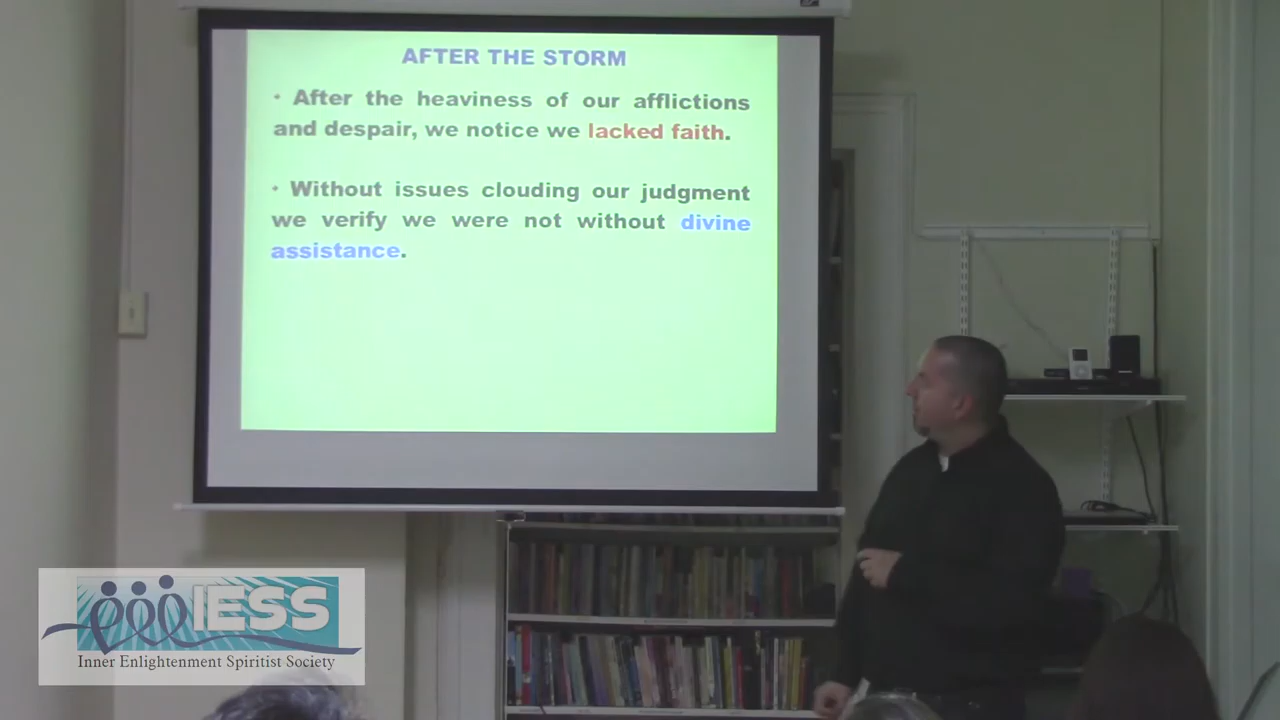 AFTER THE STORM
• After the heaviness of our afflictions
and despair, we notice we lacked faith.
• Without issues clouding our judgment
we verify we were not without divine
assistance.
IESS
Inner Enlightenment Spiritist Society